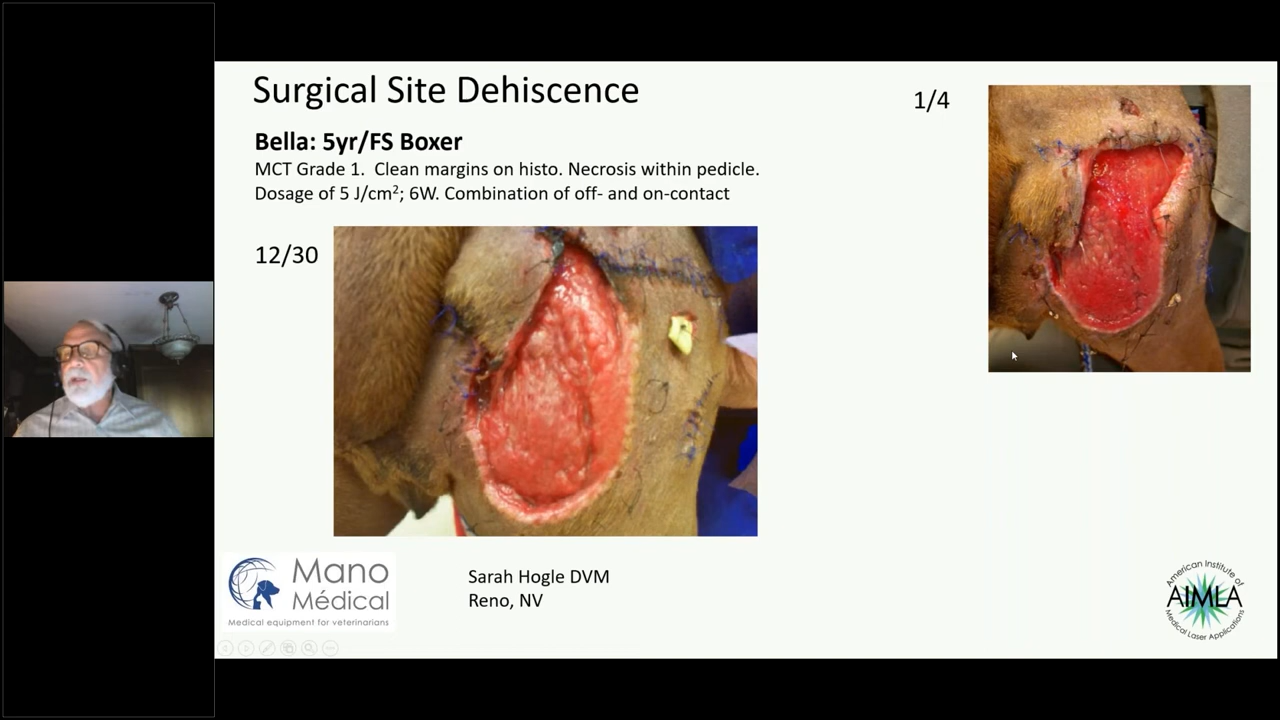 Surgical Site Dehiscence
1/4
Bella: 5yr/FS Boxer
MCT Grade 1.  Clean margins on histo. Necrosis within pedicle.
Dosage of 5 J/cm²; 6W. Combination of off- and on-contact
12/30
Mano
Médical
Medical equipment for veterinarians
Sarah Hogle DVM
Reno, NV
American Institute of
AIMLA
Medical Laser Applications